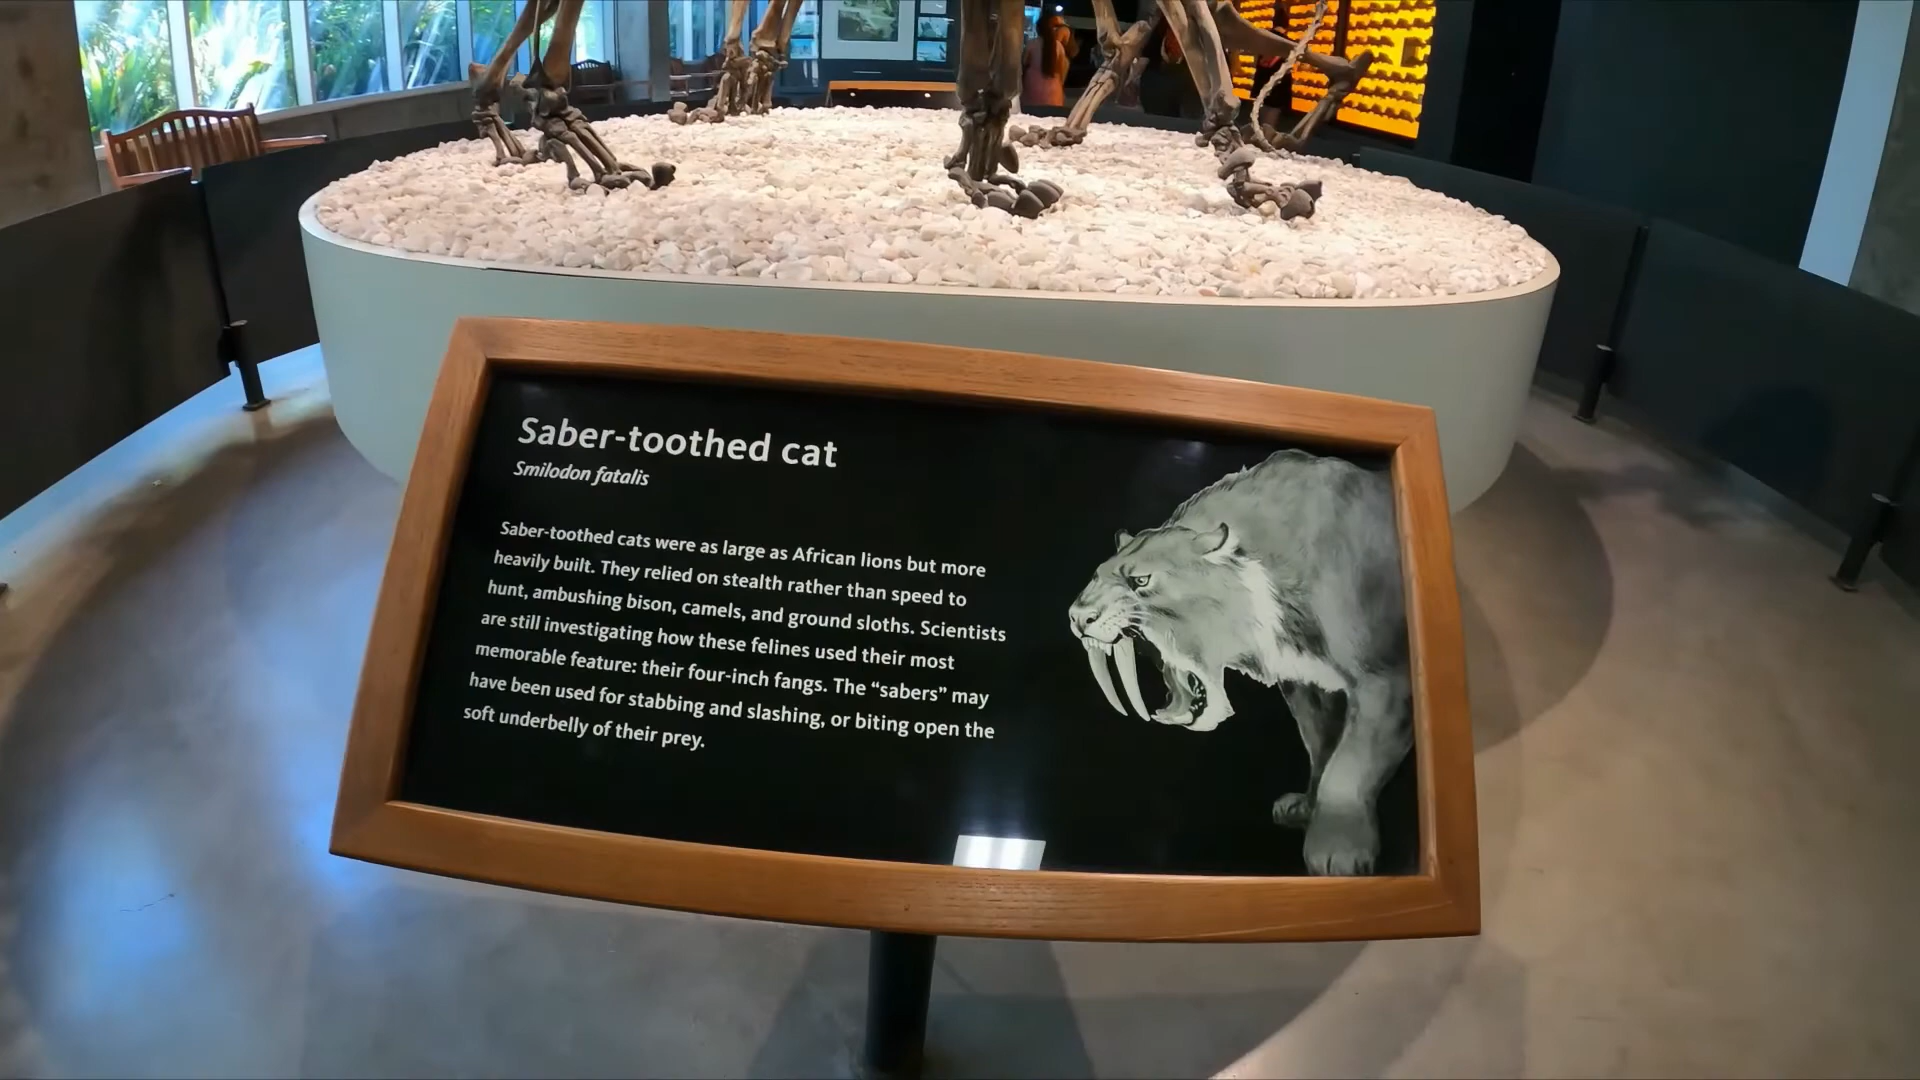 Saber-toothed cat
Smilodon fatalis
Saber-toothed cats were as large as African lions but more
heavily built. They relied on stealth rather than speed to
hunt, ambushing bison, camels, and ground sloths. Scientists
are still investigating how these felines used their most
memorable feature: their four-inch fangs. The “sabers” may
have been used for stabbing and slashing, or biting open the
soft underbelly of their prey.